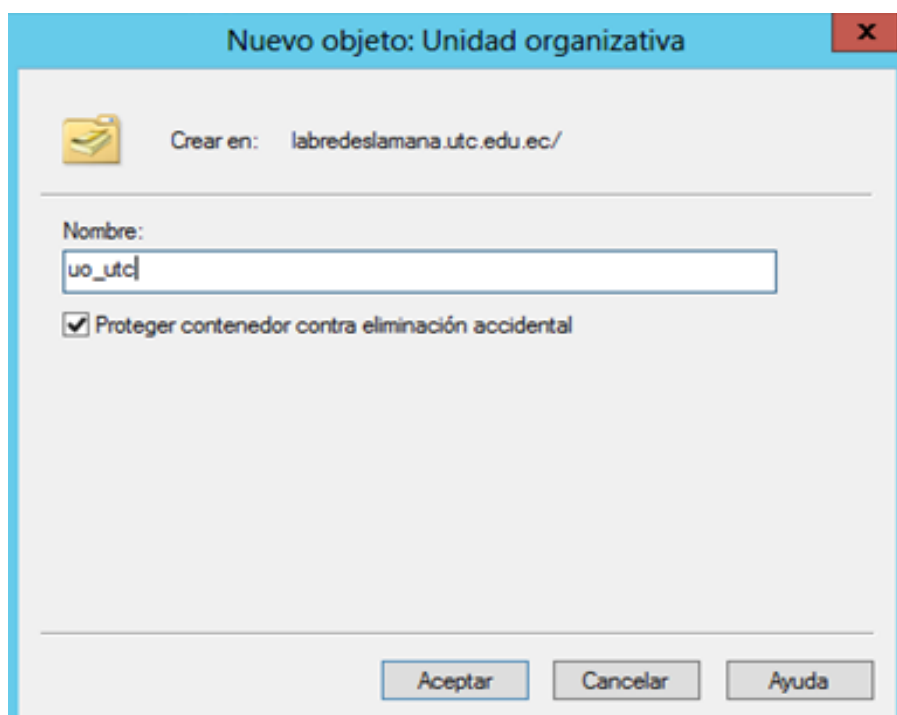 Nuevo objeto: Unidad organizativa
x
Crear en: labredeslamana.utc.edu.ec/
Nombre:
uo_utc
Proteger contenedor contra eliminación accidental
Aceptar Cancelar Ayuda